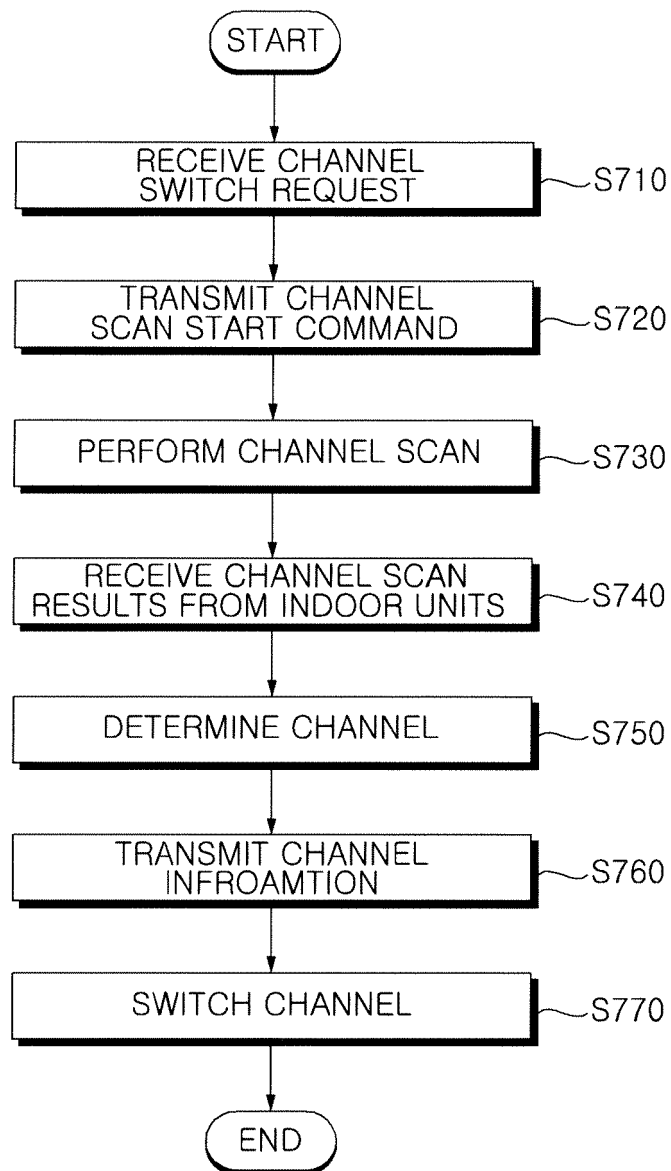 START
RECEIVE CHANNEL
SWITCH REQUEST
S710
TRANSMIT CHANNEL
SCAN START COMMAND
S720
PERFORM CHANNEL SCAN
S730
RECEIVE CHANNEL SCAN
RESULTS FROM INDOOR UNITS
S740
DETERMINE CHANNEL
S750
TRANSMIT CHANNEL
INFROAMTION
S760
SWITCH CHANNEL
S770
END